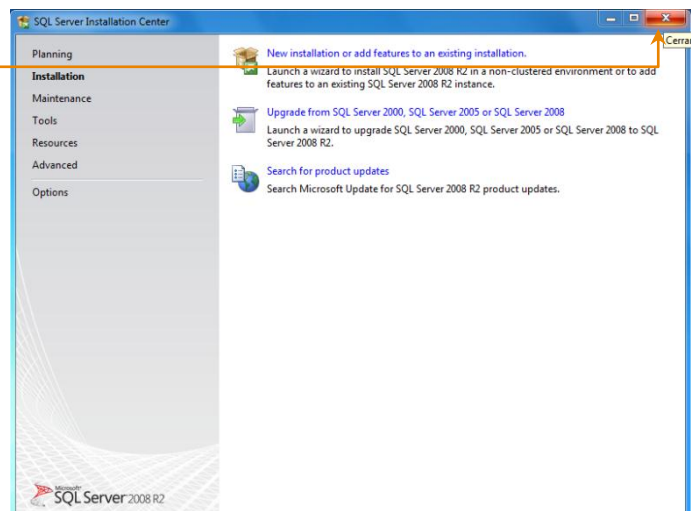 SQL Server Installation Center
Cerrar
Planning
Installation
Maintenance
Tools
Resources
Advanced
Options
New installation or add features to an existing installation.
Launch a wizard to install SQL Server 2008 R2 in a non-clustered environment or to add
features to an existing SQL Server 2008 R2 instance.
Upgrade from SQL Server 2000, SQL Server 2005 or SQL Server 2008
Launch a wizard to upgrade SQL Server 2000, SQL Server 2005 or SQL Server 2008 to SQL
Server 2008 R2.
Search for product updates
Search Microsoft Update for SQL Server 2008 R2 product updates.
Microsoft
SQL Server 2008 R2